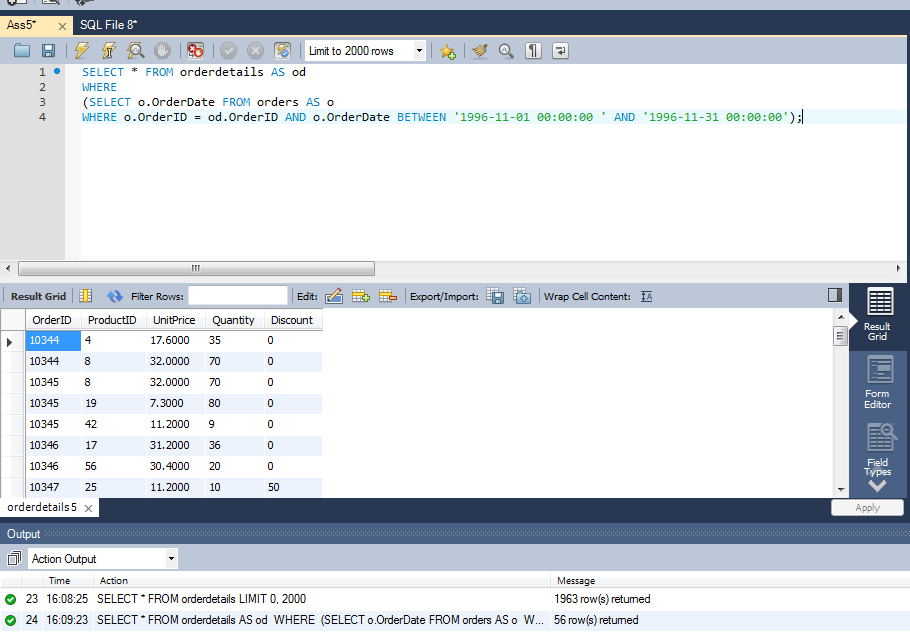 Ass5* SQL File 8*
Limit to 2000 rows
1 SELECT * FROM orderdetails AS od
2 WHERE
3 (SELECT o.OrderDate FROM orders AS o
4 WHERE o.OrderID = od.OrderID AND o.OrderDate BETWEEN '1996-11-01 00:00:00 ' AND '1996-11-31 00:00:00');
Result Grid Filter Rows: Edit: Export/Import: Wrap Cell Content:
OrderID ProductID UnitPrice Quantity Discount
10344 4 17.6000 35 0
10344 8 32.0000 70 0
10345 8 32.0000 70 0
10345 19 7.3000 80 0
10345 42 11.2000 9 0
10346 17 31.2000 36 0
10346 56 30.4000 20 0
10347 25 11.2000 10 50
Result
Grid
Form
Editor
Field
Types
orderdetails 5
Apply
Output
Action Output
Time Action Message
23 16:08:25 SELECT * FROM orderdetails LIMIT 0, 2000 1963 row(s) returned
24 16:09:23 SELECT * FROM orderdetails AS od WHERE (SELECT o.OrderDate FROM orders AS o W... 56 row(s) returned